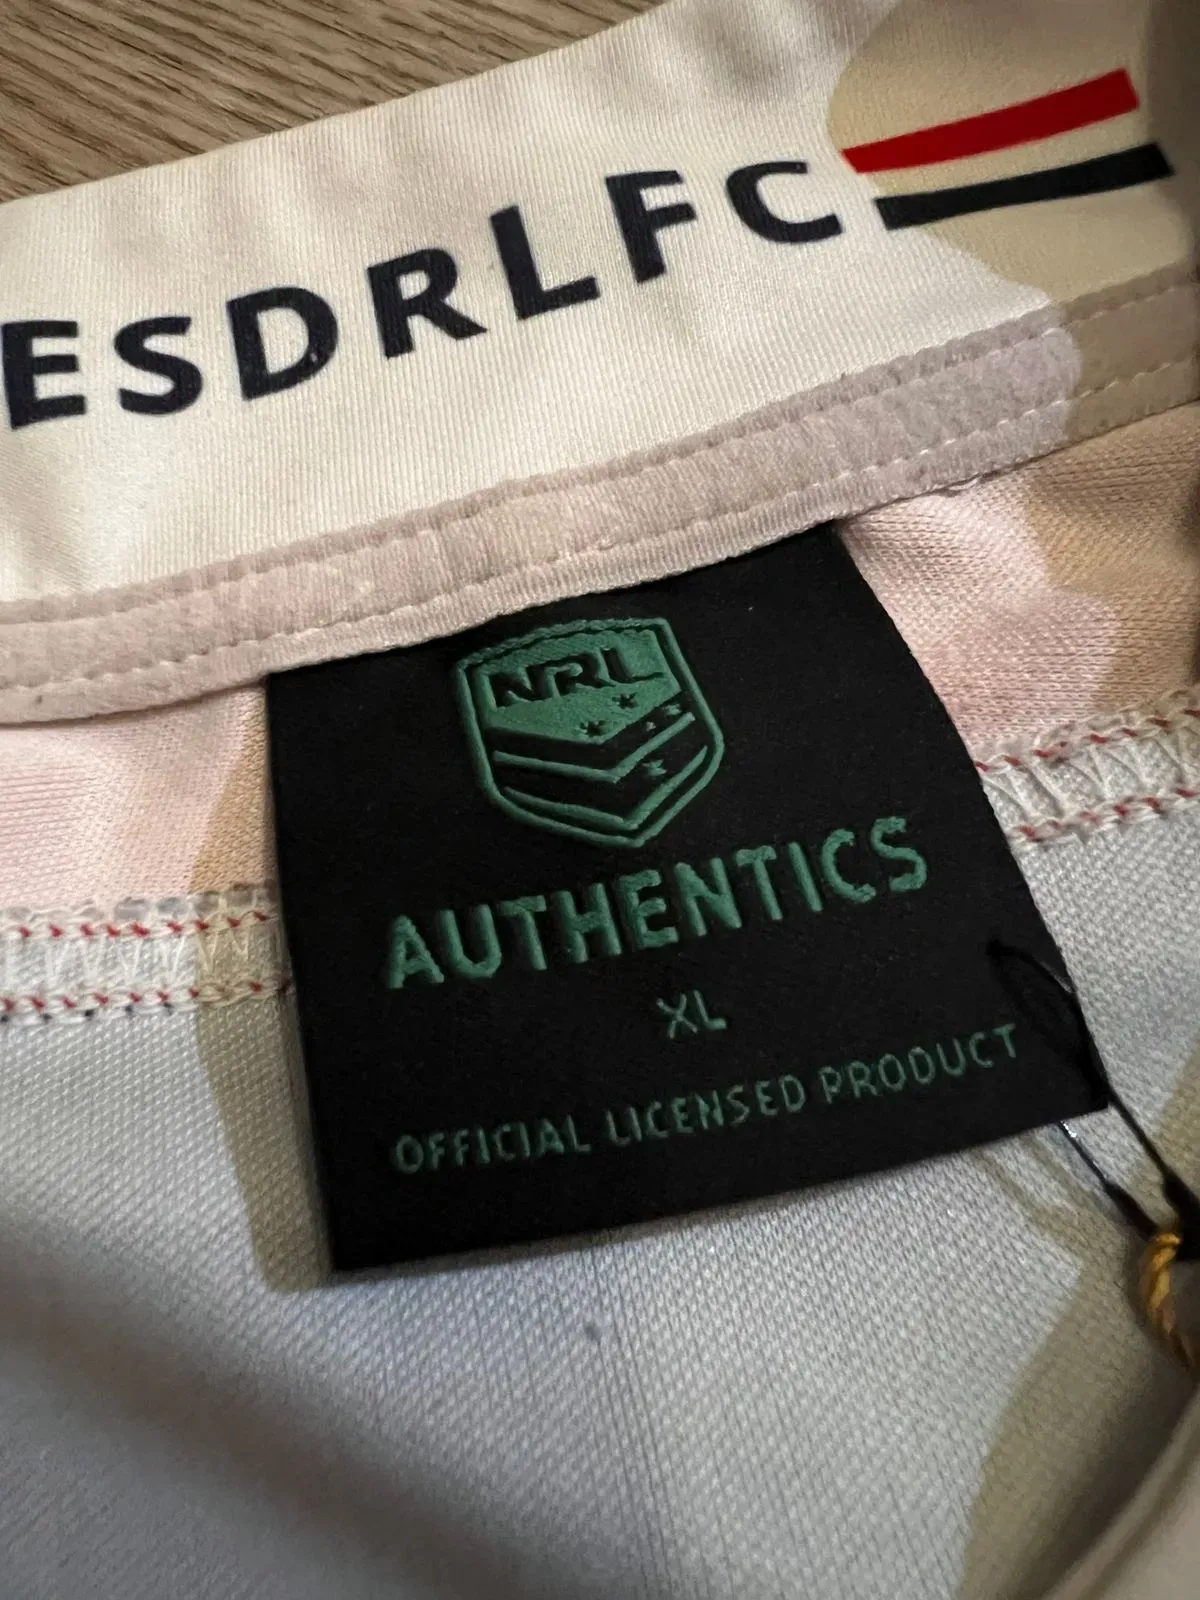 ESDRLFC
NRL
AUTHENTICS
XL
OFFICIAL LICENSED PRODUCT